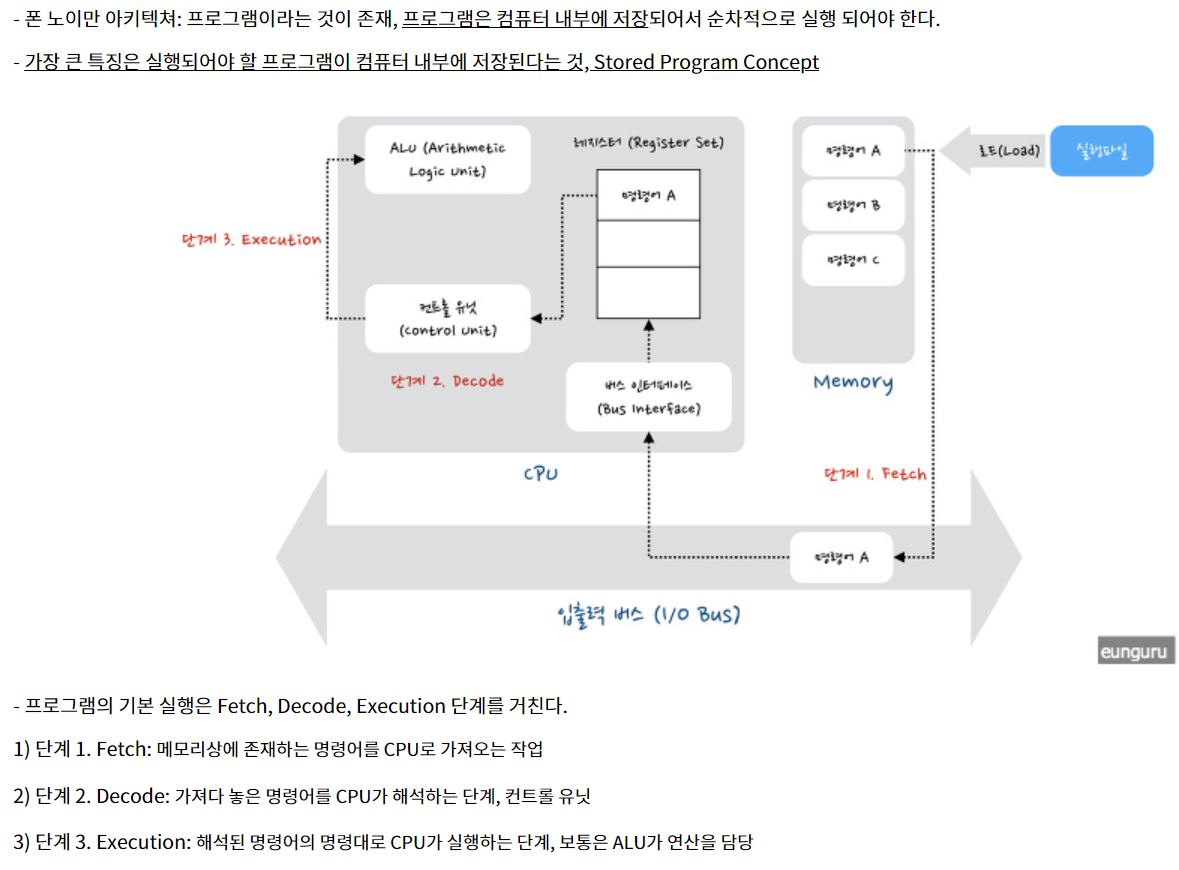 - 폰 노이만 아키텍쳐: 프로그램이라는 것이 존재, 프로그램은 컴퓨터 내부에 저장되어서 순차적으로 실행 되어야 한다.
- 가장 큰 특징은 실행되어야 할 프로그램이 컴퓨터 내부에 저장된다는 것, Stored Program Concept
ALU (Arithmetic
Logic Unit)
레지스터 (Register Set)
명령어 A
단계 3. Execution
컨트롤 유닛
(control unit)
단계 2. Decode
버스 인터페이스
(Bus Interface)
CPU
명령어 A
명령어 B
명령어 C
Memory
로드(Load)
실행파일
단계 1. Fetch
명령어 A
입출력 버스 (I/O Bus)
eunguru
- 프로그램의 기본 실행은 Fetch, Decode, Execution 단계를 거친다.
1) 단계 1. Fetch: 메모리상에 존재하는 명령어를 CPU로 가져오는 작업
2) 단계 2. Decode: 가져다 놓은 명령어를 CPU가 해석하는 단계, 컨트롤 유닛
3) 단계 3. Execution: 해석된 명령어의 명령대로 CPU가 실행하는 단계, 보통은 ALU가 연산을 담당